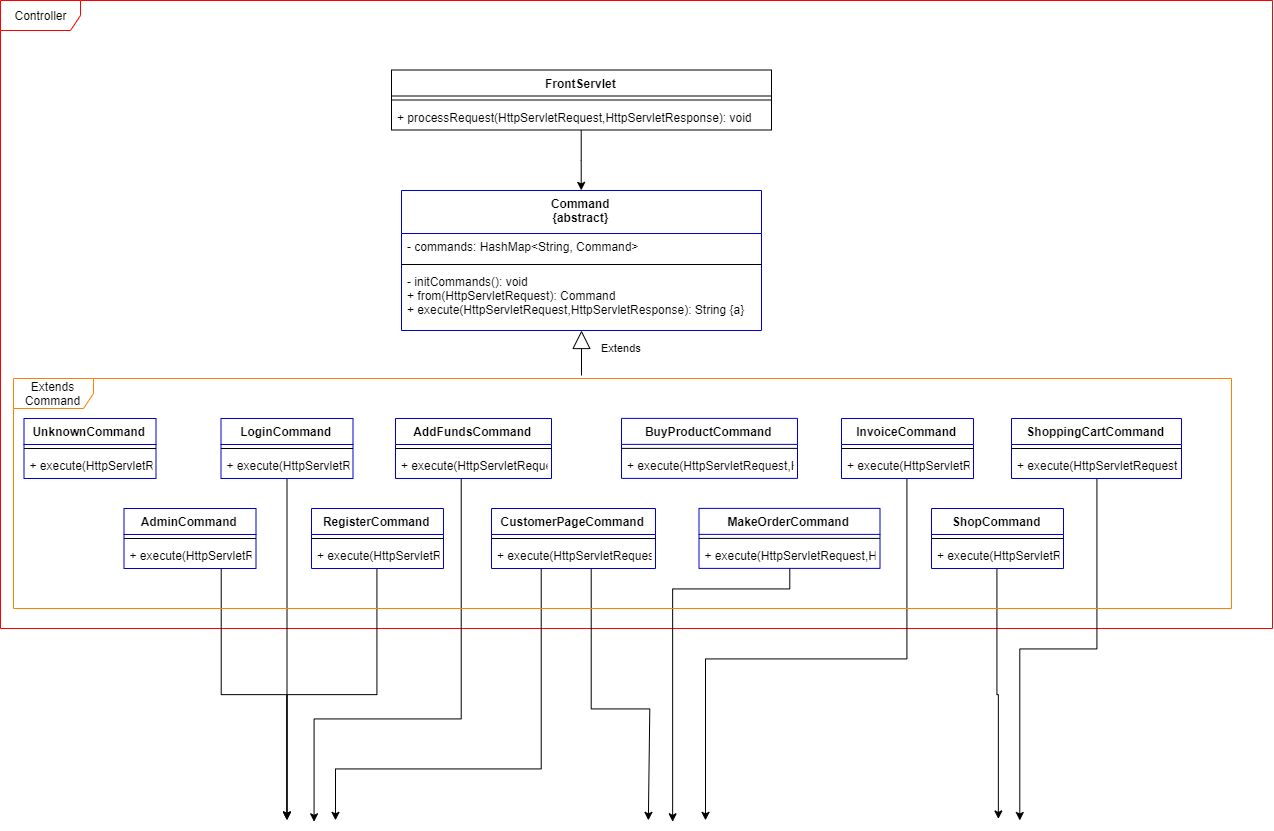 Controller
FrontServlet
+ processRequest(HttpServletRequest,HttpServletResponse): void
Command
{abstract}
- commands: HashMap<String, Command>
- initCommands(): void
+ from(HttpServletRequest): Command
+ execute(HttpServletRequest,HttpServletResponse): String {a}
Extends
Extends
Command
UnknownCommand
+ execute(HttpServletR
LoginCommand
+ execute(HttpServletR
AddFundsCommand
+ execute(HttpServletReque
BuyProductCommand
+ execute(HttpServletRequest,H
InvoiceCommand
+ execute(HttpServletR
ShoppingCartCommand
+ execute(HttpServletRequest
AdminCommand
+ execute(HttpServletR
RegisterCommand
+ execute(HttpServletR
CustomerPageCommand
+ execute(HttpServletReques
MakeOrderCommand
+ execute(HttpServletRequest,H
ShopCommand
+ execute(HttpServletR